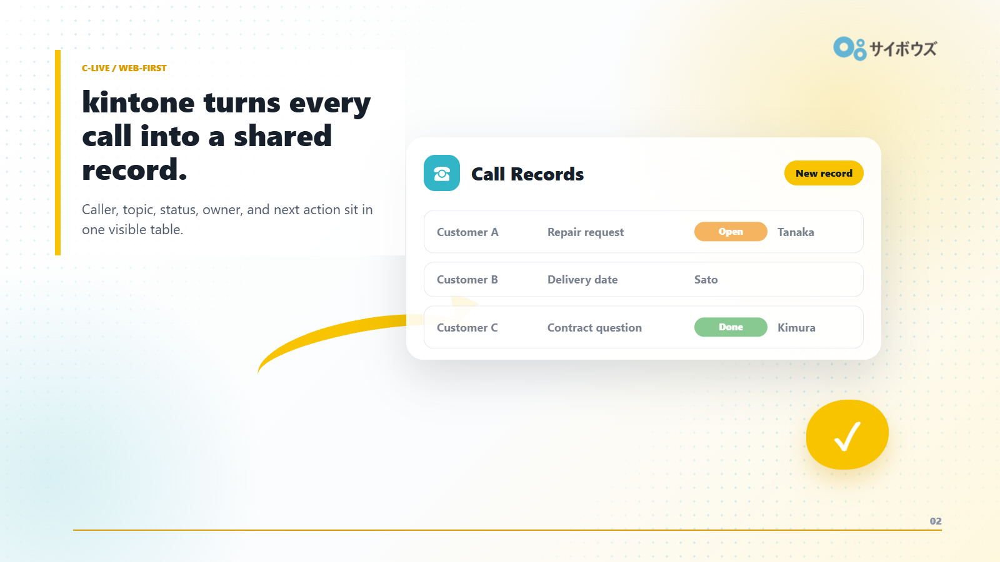 C-LIVE / WEB-FIRST
サイボウズ
kintone turns every
call into a shared
record.
Caller, topic, status, owner, and next action sit in
one visible table.
Call Records
New record
Customer A Repair request Open Tanaka
Customer B Delivery date Sato
Customer C Contract question Done Kimura
02